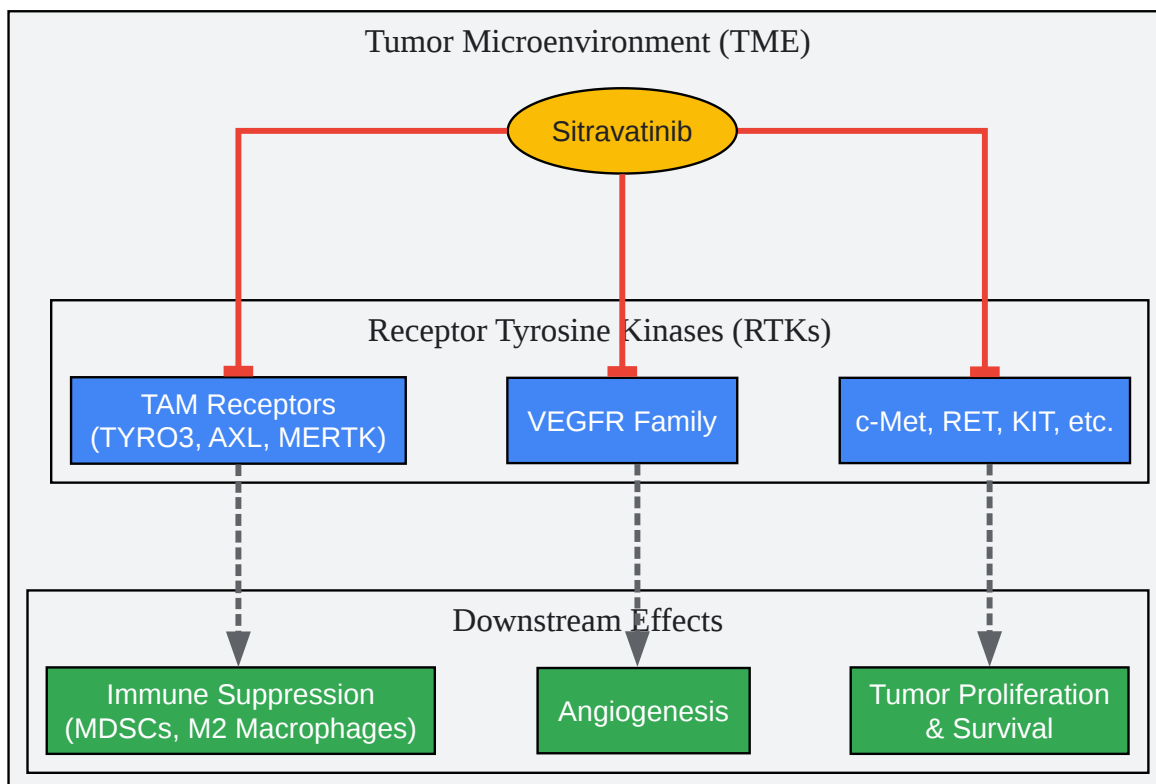 Tumor Microenvironment (TME)
Sitravatinib
Receptor Tyrosine Kinases (RTKs)
TAM Receptors
(TYRO3, AXL, MERTK)
VEGFR Family
c-Met, RET, KIT, etc.
Downstream Effects
Immune Suppression
(MDSCs, M2 Macrophages)
Angiogenesis
Tumor Proliferation
& Survival